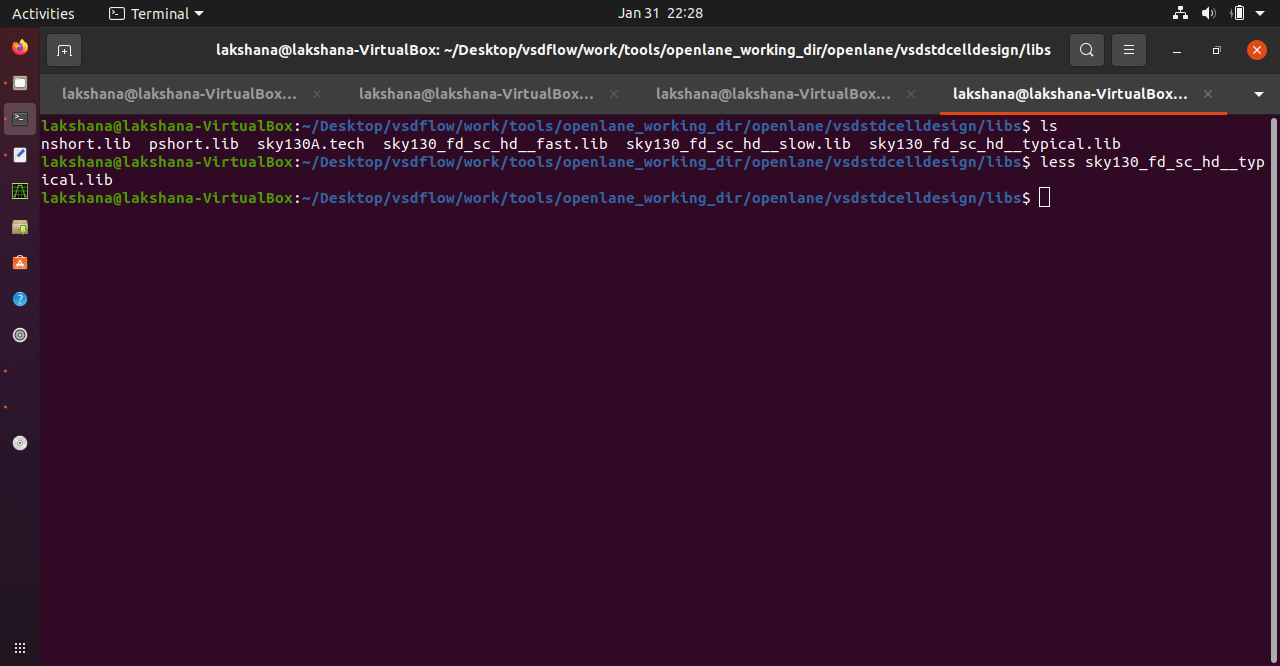 Activities Terminal Jan 31 22:28
lakshana@lakshana-VirtualBox: ~/Desktop/vsdflow/work/tools/openlane_working_dir/openlane/vsdstdcelldesign/libs
lakshana@lakshana-VirtualBox... lakshana@lakshana-VirtualBox... lakshana@lakshana-VirtualBox... lakshana@lakshana-VirtualBox...
lakshana@lakshana-VirtualBox:~/Desktop/vsdflow/work/tools/openlane_working_dir/openlane/vsdstdcelldesign/libs$ ls
nshort.lib pshort.lib sky130A.tech sky130_fd_sc_hd__fast.lib sky130_fd_sc_hd__slow.lib sky130_fd_sc_hd__typical.lib
lakshana@lakshana-VirtualBox:~/Desktop/vsdflow/work/tools/openlane_working_dir/openlane/vsdstdcelldesign/libs$ less sky130_fd_sc_hd__typ
ical.lib
lakshana@lakshana-VirtualBox:~/Desktop/vsdflow/work/tools/openlane_working_dir/openlane/vsdstdcelldesign/libs$